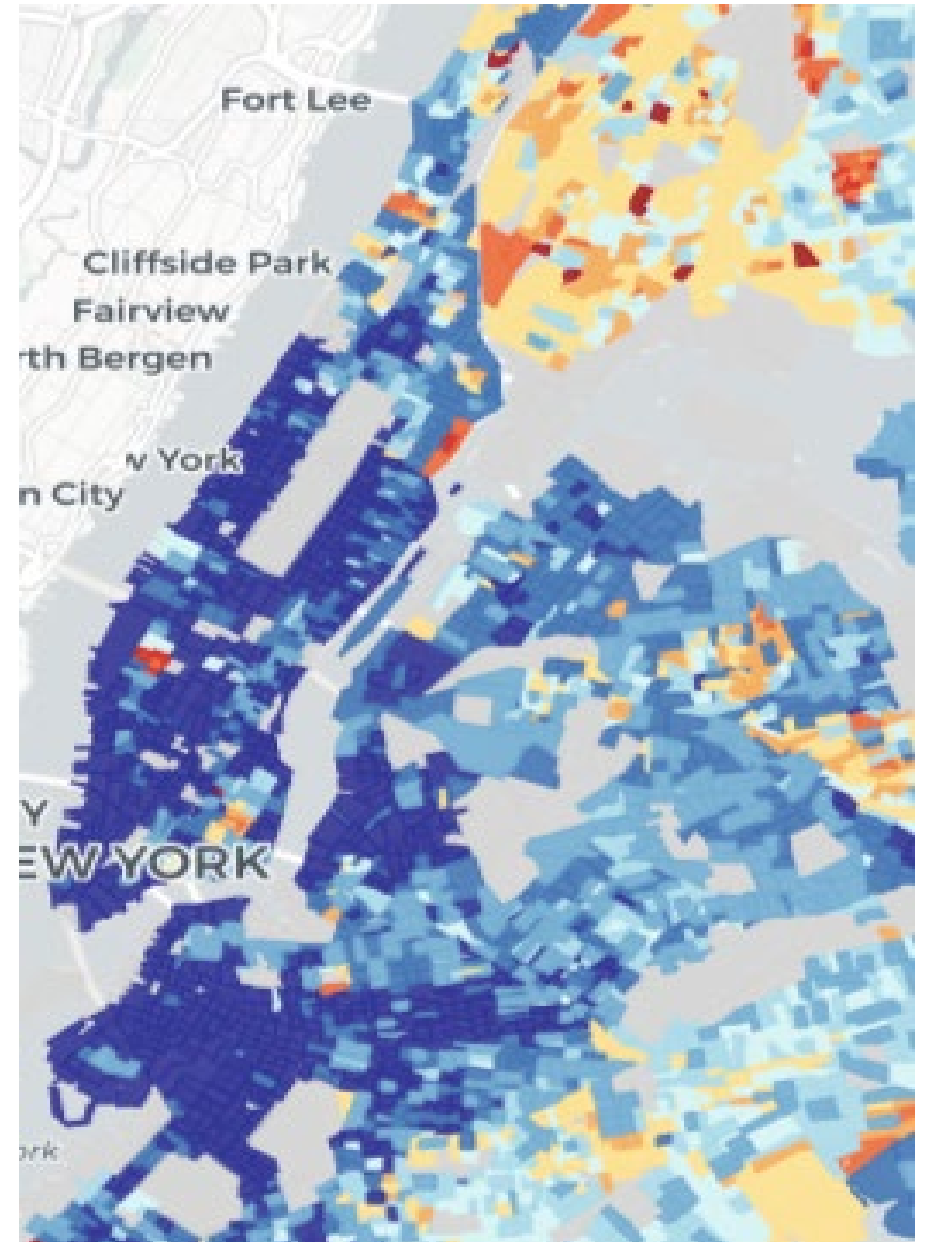 Fort Lee
Cliffside Park
Fairview
rth Bergen
w York
n City
Y
EW YORK
ork